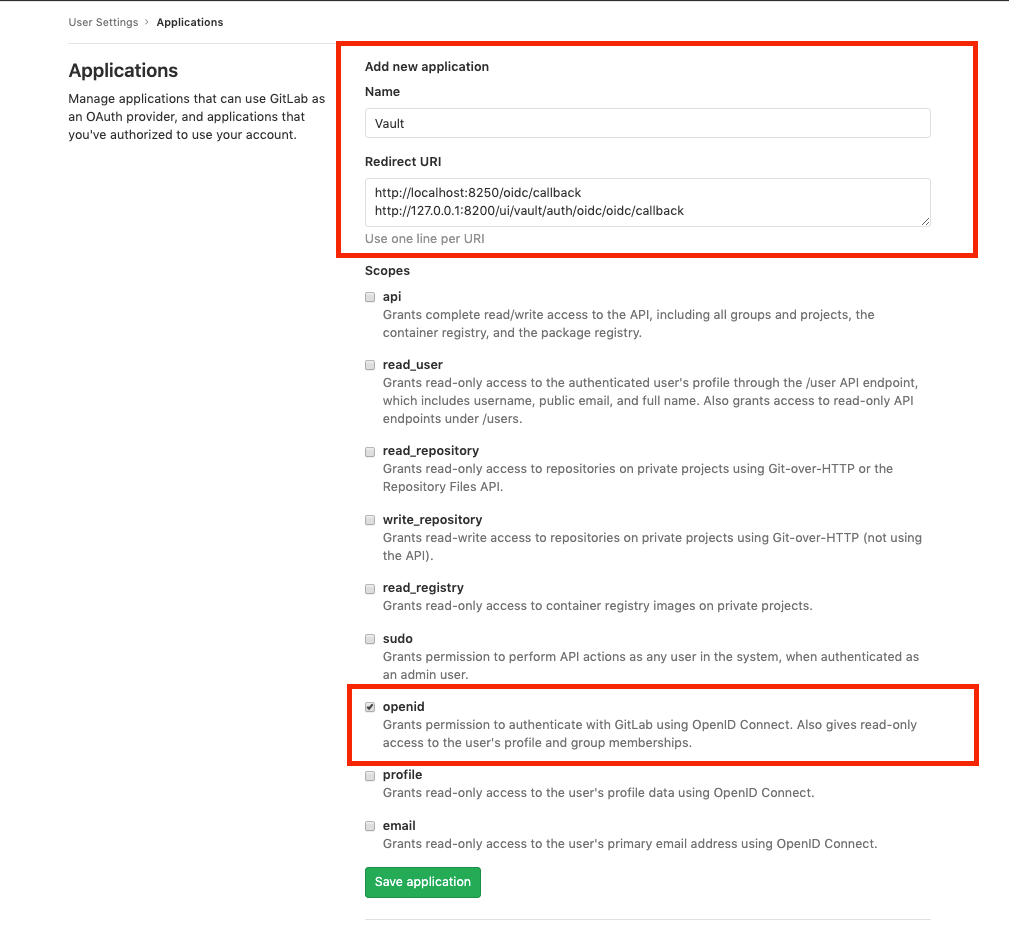 User Settings › Applications
Applications
Manage applications that can use GitLab as
an OAuth provider, and applications that
you've authorized to use your account.
Add new application
Name
Vault
Redirect URI
http://localhost:8250/oidc/callback
http://127.0.0.1:8200/ui/vault/auth/oidc/oidc/callback
Use one line per URI
Scopes
api
Grants complete read/write access to the API, including all groups and projects, the
container registry, and the package registry.
read_user
Grants read-only access to the authenticated user's profile through the /user API endpoint,
which includes username, public email, and full name. Also grants access to read-only API
endpoints under /users.
read_repository
Grants read-only access to repositories on private projects using Git-over-HTTP or the
Repository Files API.
write_repository
Grants read-write access to repositories on private projects using Git-over-HTTP (not using
the API).
read_registry
Grants read-only access to container registry images on private projects.
sudo
Grants permission to perform API actions as any user in the system, when authenticated as
an admin user.
openid
Grants permission to authenticate with GitLab using OpenID Connect. Also gives read-only
access to the user's profile and group memberships.
profile
Grants read-only access to the user's profile data using OpenID Connect.
email
Grants read-only access to the user's primary email address using OpenID Connect.
Save application